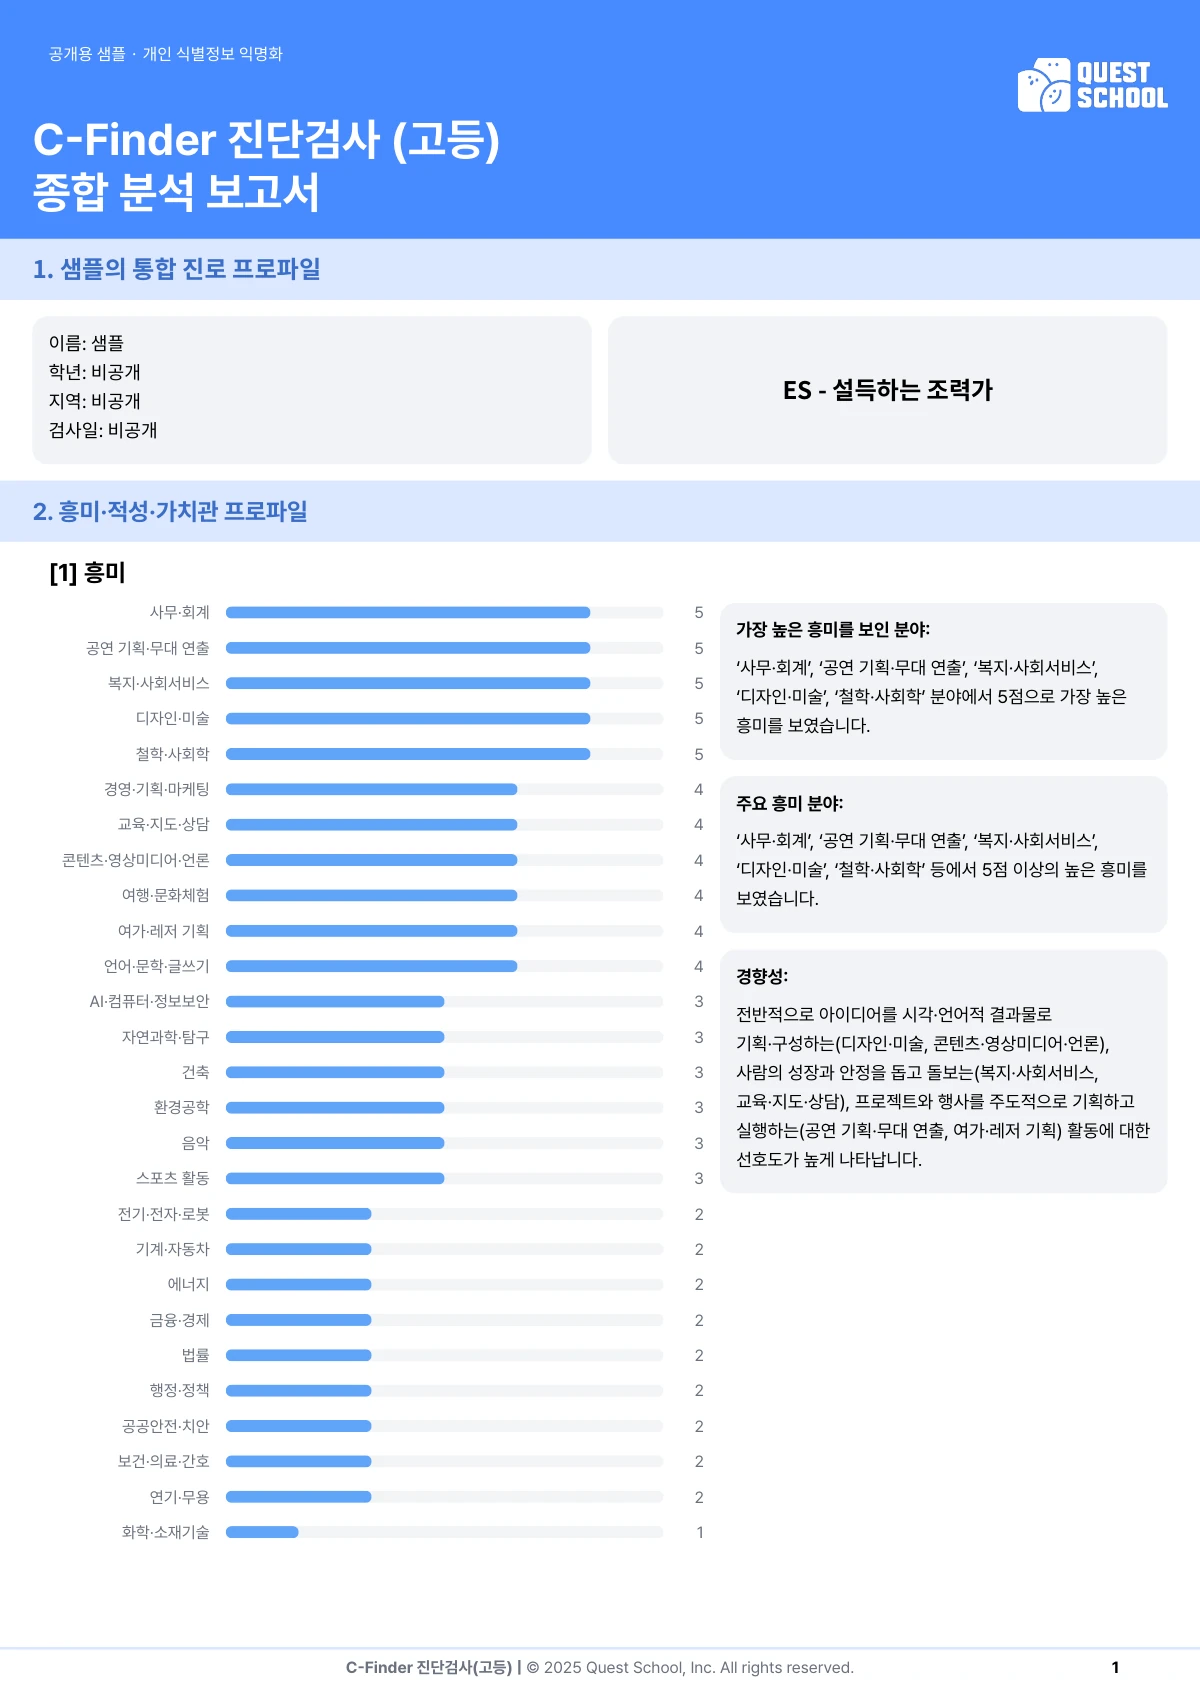 공개용 샘플 · 개인 식별정보 익명화
QUEST
SCHOOL
C-Finder 진단검사 (고등)
종합 분석 보고서
1. 샘플의 통합 진로 프로파일
이름: 샘플
학년: 비공개
지역: 비공개
검사일: 비공개
ES - 설득하는 조력가
2. 흥미·적성·가치관 프로파일
[1] 흥미
사무·회계 5
공연 기획·무대 연출 5
복지·사회서비스 5
디자인·미술 5
철학·사회학 5
경영·기획·마케팅 4
교육·지도·상담 4
콘텐츠·영상미디어·언론 4
여행·문화체험 4
여가·레저 기획 4
언어·문학·글쓰기 4
AI·컴퓨터·정보보안 3
자연과학·탐구 3
건축 3
환경공학 3
음악 3
스포츠 활동 3
전기·전자·로봇 2
기계·자동차 2
에너지 2
금융·경제 2
법률 2
행정·정책 2
공공안전·치안 2
보건·의료·간호 2
연기·무용 2
화학·소재기술 1
가장 높은 흥미를 보인 분야:
‘사무·회계’, ‘공연 기획·무대 연출’, ‘복지·사회서비스’,
‘디자인·미술’, ‘철학·사회학’ 분야에서 5점으로 가장 높은
흥미를 보였습니다.
주요 흥미 분야:
‘사무·회계’, ‘공연 기획·무대 연출’, ‘복지·사회서비스’,
‘디자인·미술’, ‘철학·사회학’ 등에서 5점 이상의 높은 흥미를
보였습니다.
경향성:
전반적으로 아이디어를 시각·언어적 결과물로
기획·구성하는(디자인·미술, 콘텐츠·영상미디어·언론),
사람의 성장과 안정을 돕고 돌보는(복지·사회서비스,
교육·지도·상담), 프로젝트와 행사를 주도적으로 기획하고
실행하는(공연 기획·무대 연출, 여가·레저 기획) 활동에 대한
선호도가 높게 나타납니다.
C-Finder 진단검사(고등) | © 2025 Quest School, Inc. All rights reserved.
1